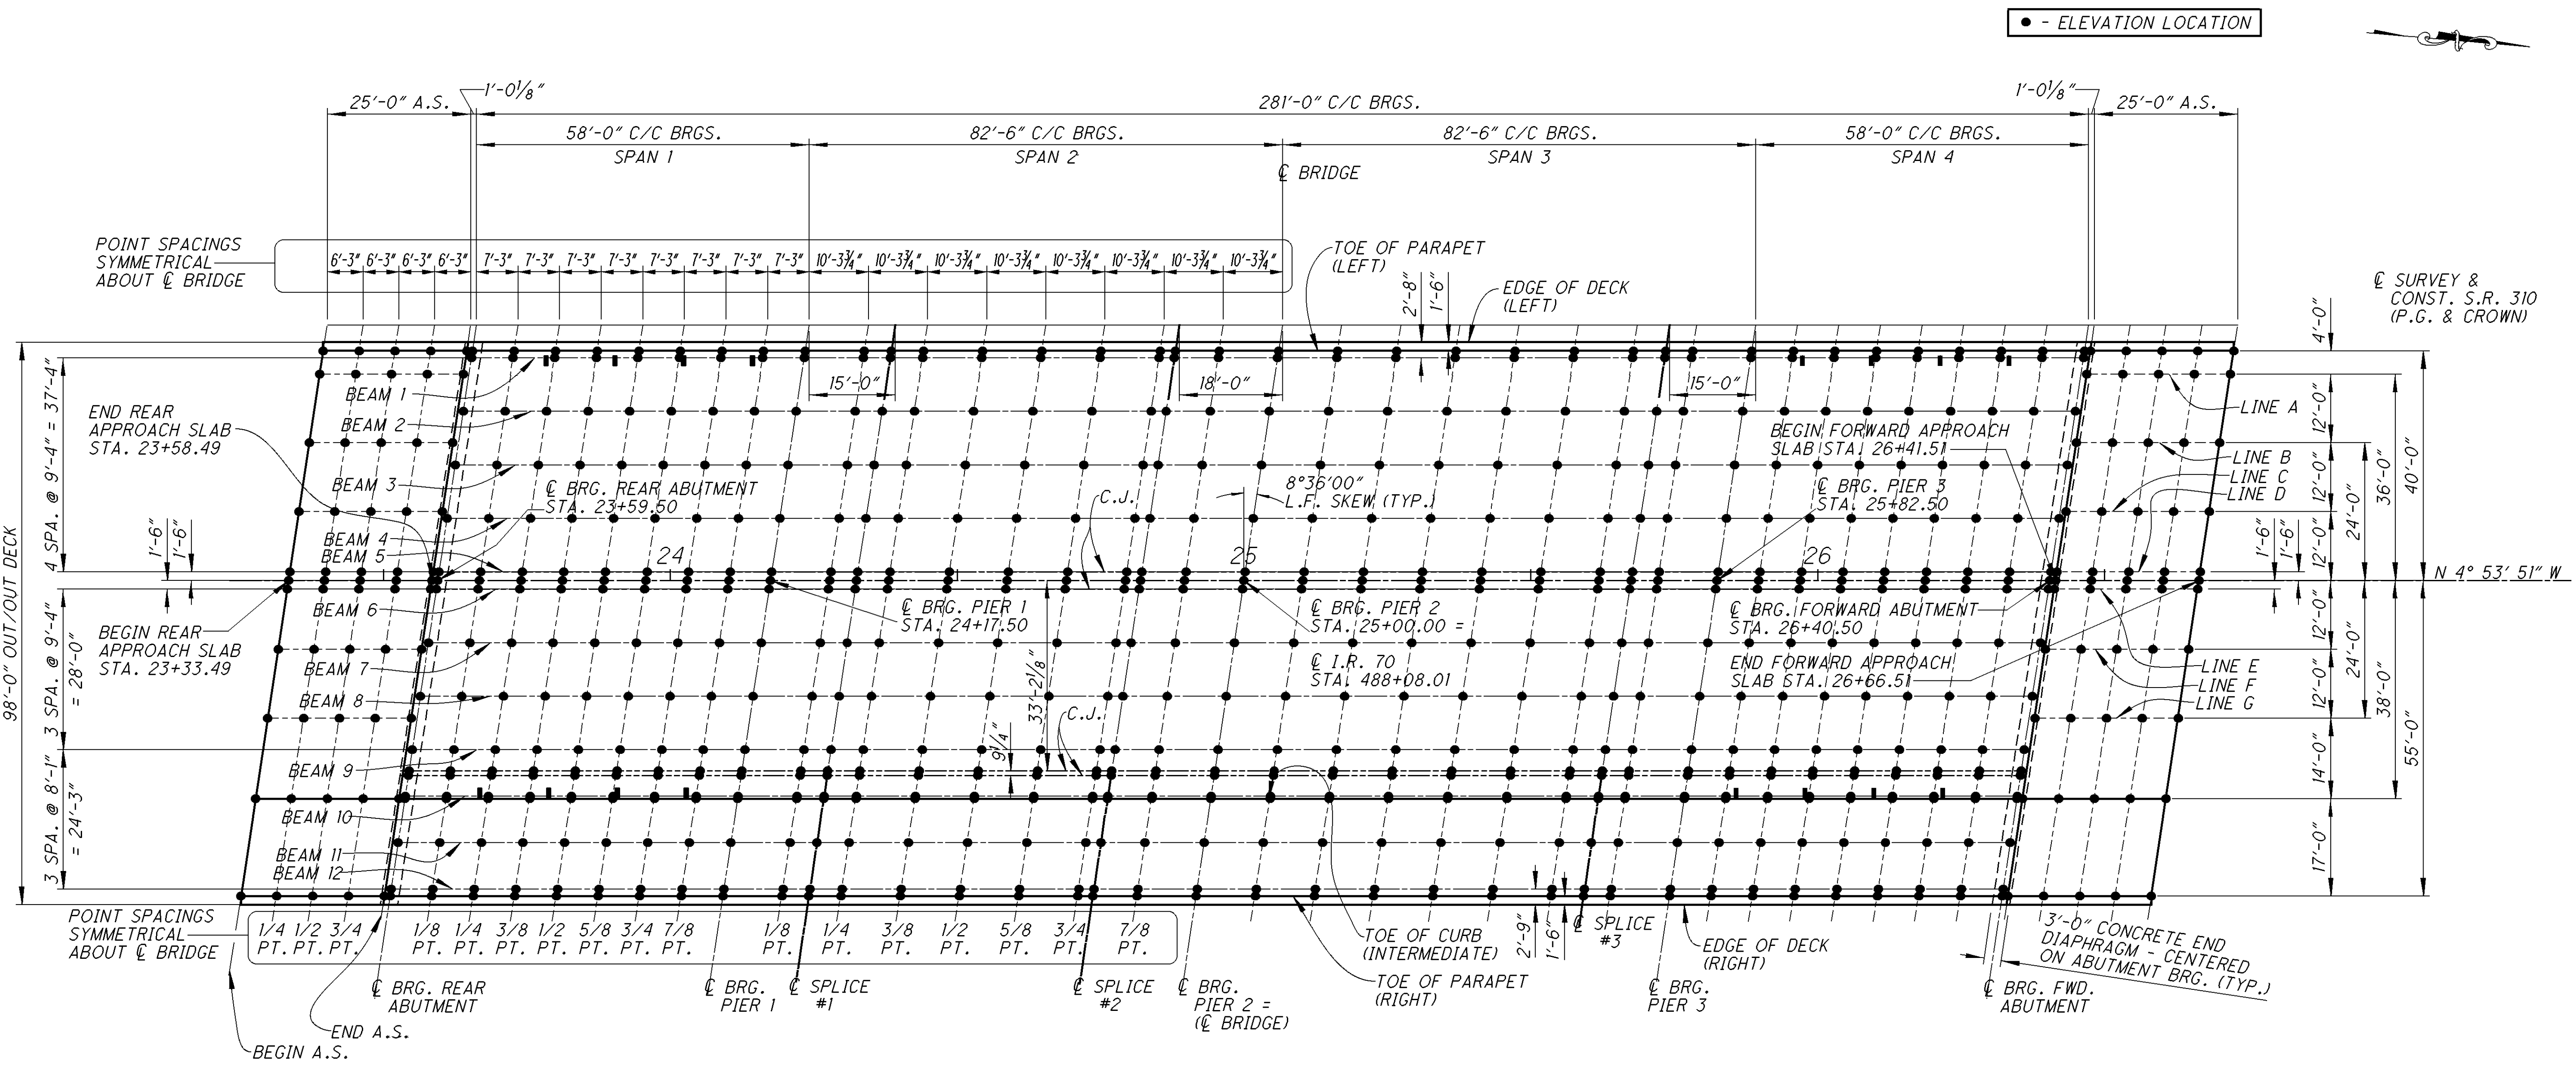 ● - ELEVATION LOCATION
1'-0⅛"
1'-0⅛"
25'-0" A.S.
281'-0" C/C BRGS.
25'-0" A.S.
58'-0" C/C BRGS.
82'-6" C/C BRGS.
82'-6" C/C BRGS.
58'-0" C/C BRGS.
SPAN 1
SPAN 2
SPAN 3
SPAN 4
℄ BRIDGE
POINT SPACINGS
SYMMETRICAL
ABOUT ℄ BRIDGE
6'-3" 6'-3" 6'-3" 6'-3" 7'-3" 7'-3" 7'-3" 7'-3" 7'-3" 7'-3" 7'-3" 7'-3" 10'-3¾" 10'-3¾" 10'-3¾" 10'-3¾" 10'-3¾" 10'-3¾" 10'-3¾" 10'-3¾"
TOE OF PARAPET
(LEFT)
2'-8"
1'-6"
EDGE OF DECK
(LEFT)
℄ SURVEY &
CONST. S.R. 310
(P.G. & CROWN)
4'-0"
98'-0" OUT/OUT DECK
4 SPA. @ 9'-4" = 37'-4"
BEAM 1
15'-0"
18'-0"
15'-0"
END REAR
APPROACH SLAB
STA. 23+58.49
BEAM 2
BEGIN FORWARD APPROACH
SLAB STA. 26+41.51
LINE A
12'-0"
36'-0"
40'-0"
BEAM 3
℄ BRG. REAR ABUTMENT
STA. 23+59.50
C.J.
8°36'00"
L.F. SKEW (TYP.)
℄ BRG. PIER 3
STA. 25+82.50
LINE B
LINE C
LINE D
12'-0"
24'-0"
BEAM 4
BEAM 5
1'-6"
1'-6"
24
25
26
12'-0"
1'-6"
1'-6"
N 4° 53' 51" W
BEAM 6
BEGIN REAR
APPROACH SLAB
STA. 23+33.49
℄ BRG. PIER 1
STA. 24+17.50
℄ BRG. PIER 2
STA. 25+00.00 =
℄ I.R. 70
STA. 488+08.01
℄ BRG. FORWARD ABUTMENT
STA. 26+40.50
END FORWARD APPROACH
SLAB STA. 26+66.51
12'-0"
3 SPA. @ 9'-4"
= 28'-0"
BEAM 7
BEAM 8
33'-2⅛"
C.J.
9¼"
LINE E
LINE F
LINE G
12'-0"
24'-0"
38'-0"
55'-0"
14'-0"
BEAM 9
BEAM 10
3 SPA. @ 8'-1"
= 24'-3"
BEAM 11
BEAM 12
17'-0"
POINT SPACINGS
SYMMETRICAL
ABOUT ℄ BRIDGE
1/4 1/2 3/4 1/8 1/4 3/8 1/2 5/8 3/4 7/8 1/8 1/4 3/8 1/2 5/8 3/4 7/8
PT. PT. PT. PT. PT. PT. PT. PT. PT. PT. PT. PT. PT. PT. PT. PT. PT.
TOE OF CURB
(INTERMEDIATE)
2'-9"
1'-6"
℄ SPLICE
#3
EDGE OF DECK
(RIGHT)
3'-0" CONCRETE END
DIAPHRAGM - CENTERED
ON ABUTMENT BRG. (TYP.)
TOE OF PARAPET
(RIGHT)
℄ BRG. REAR
ABUTMENT
℄ BRG.
PIER 1
℄ SPLICE
#1
℄ SPLICE
#2
℄ BRG.
PIER 2 =
(℄ BRIDGE)
℄ BRG.
PIER 3
℄ BRG. FWD.
ABUTMENT
END A.S.
BEGIN A.S.